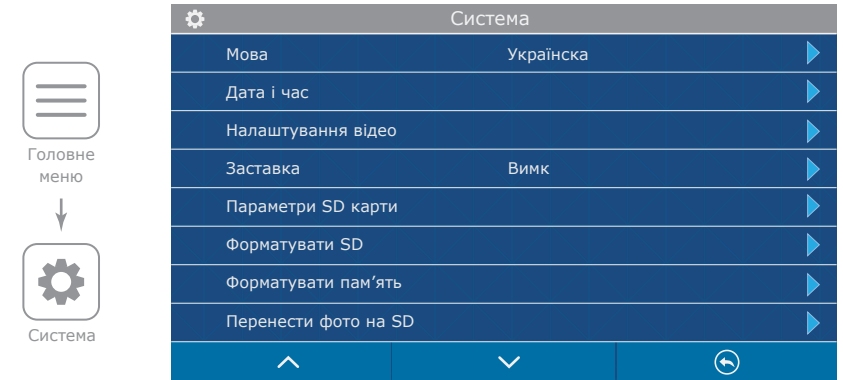 Система
Мова Українска
Дата і час
Налаштування відео
Заставка Вимк
Параметри SD карти
Форматувати SD
Форматувати пам’ять
Перенести фото на SD
Головне
меню
Система